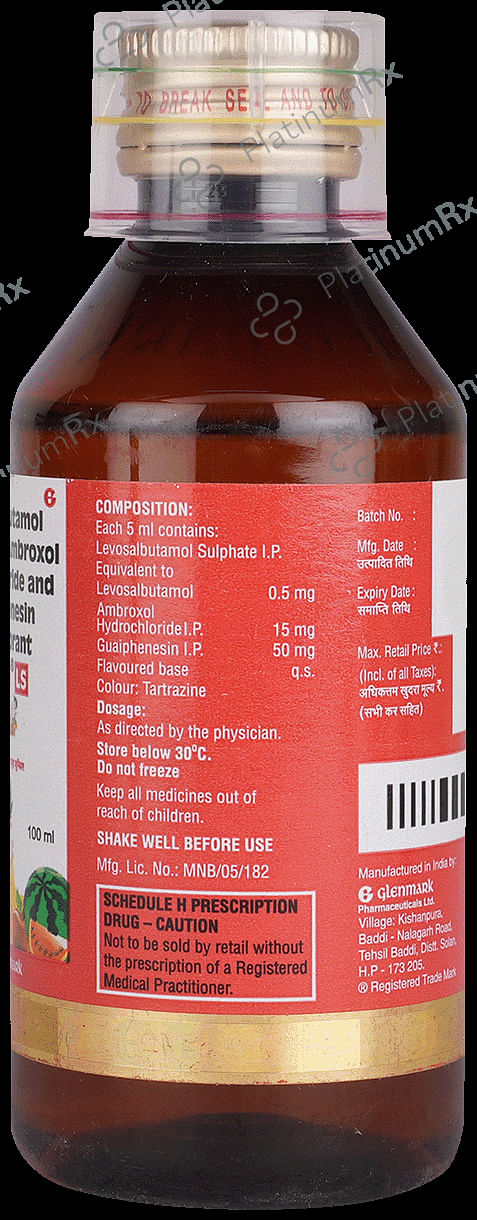 TO BREAK SEAL AND TO
PlatinumRx
PlatinumRx
PlatinumRx
COMPOSITION:
Each 5 ml contains:
Levosalbutamol Sulphate I.P.
Equivalent to
Levosalbutamol 0.5 mg
Ambroxol
Hydrochloride I.P. 15 mg
Guaiphenesin I.P. 50 mg
Flavoured base q.s.
Colour: Tartrazine
Dosage:
As directed by the physician.
Store below 30°C.
Do not freeze
Keep all medicines out of
reach of children.
SHAKE WELL BEFORE USE
Mfg. Lic. No.: MNB/05/182
SCHEDULE H PRESCRIPTION
DRUG – CAUTION
Not to be sold by retail without
the prescription of a Registered
Medical Practitioner.
utamol
mbroxol
ride and
nesin
rant
LS
100 ml
Batch No. :
Mfg. Date :
उत्पादित तिथि
Expiry Date :
समाप्ति तिथि
Max. Retail Price ₹.:
(Incl. of all Taxes):
अधिकतम खुदरा मूल्य ₹.
(सभी कर सहित)
Manufactured in India by:
glenmark
Pharmaceuticals Ltd.
Village: Kishanpura,
Baddi - Nalagarh Road,
Tehsil Baddi, Distt. Solan,
H.P - 173 205.
® Registered Trade Mark